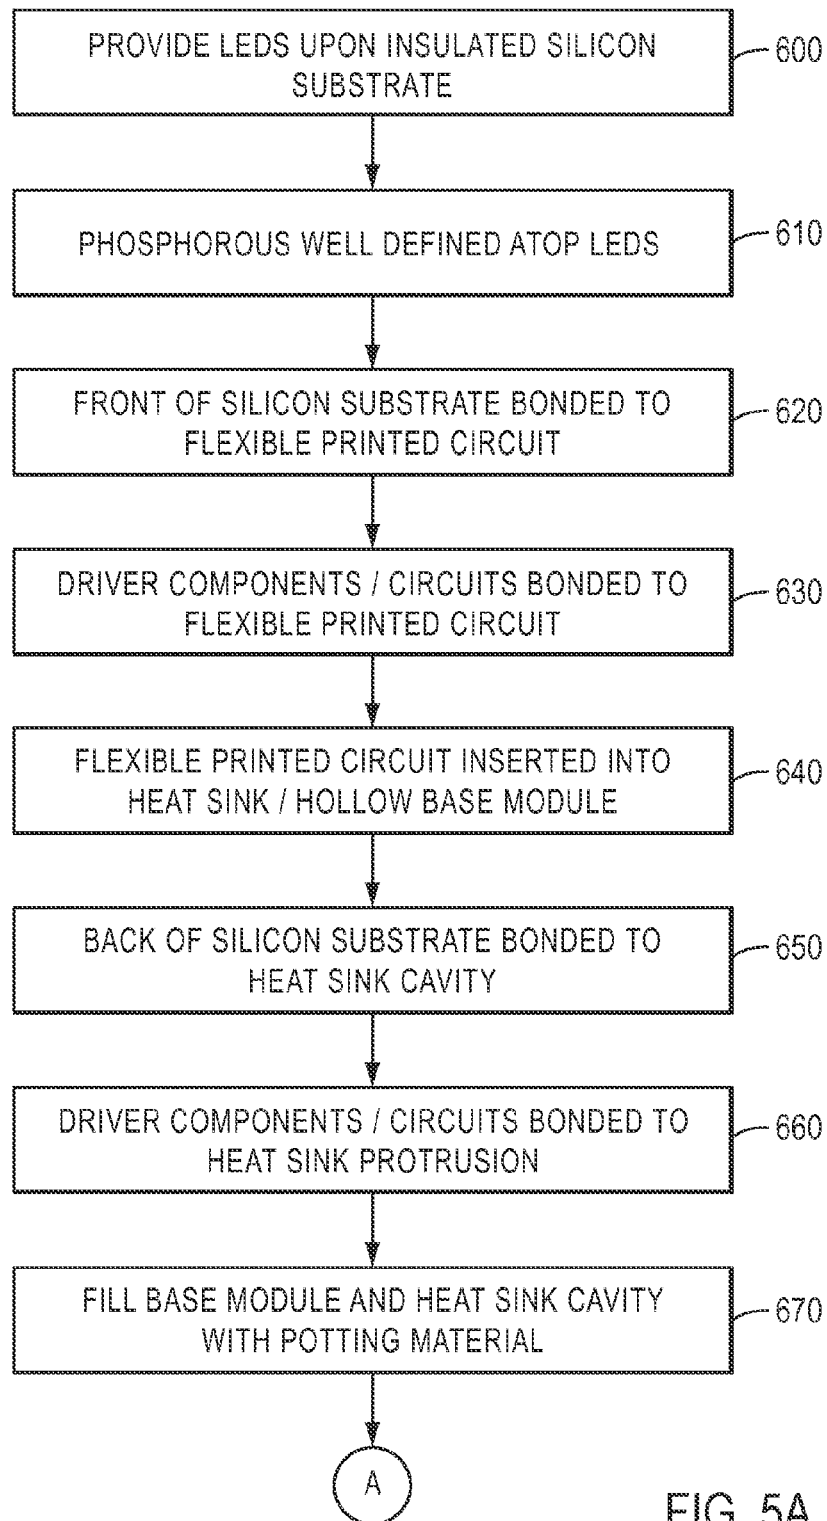 PROVIDE LEDS UPON INSULATED SILICON
SUBSTRATE
600
PHOSPHOROUS WELL DEFINED ATOP LEDS
610
FRONT OF SILICON SUBSTRATE BONDED TO
FLEXIBLE PRINTED CIRCUIT
620
DRIVER COMPONENTS / CIRCUITS BONDED TO
FLEXIBLE PRINTED CIRCUIT
630
FLEXIBLE PRINTED CIRCUIT INSERTED INTO
HEAT SINK / HOLLOW BASE MODULE
640
BACK OF SILICON SUBSTRATE BONDED TO
HEAT SINK CAVITY
650
DRIVER COMPONENTS / CIRCUITS BONDED TO
HEAT SINK PROTRUSION
660
FILL BASE MODULE AND HEAT SINK CAVITY
WITH POTTING MATERIAL
670
A
FIG. 5A